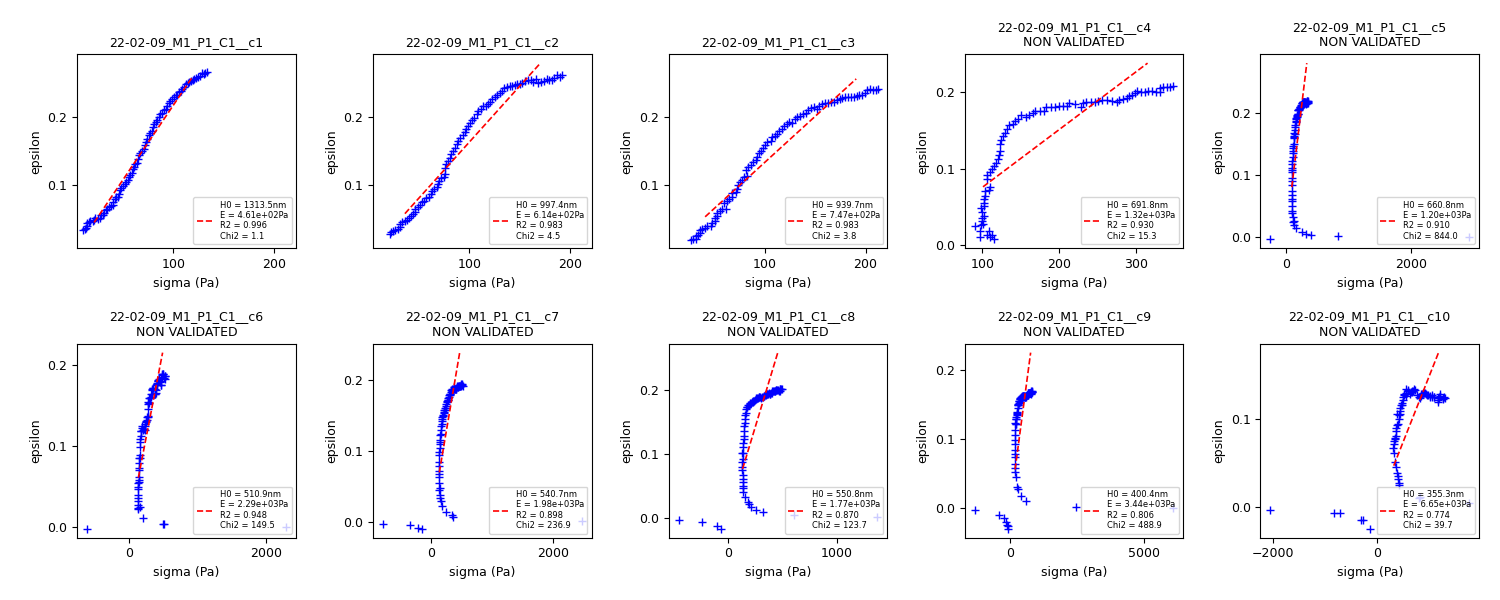 22-02-09_M1_P1_C1__c1
epsilon
0.2
0.1
H0 = 1313.5nm
E = 4.61e+02Pa
R2 = 0.996
Chi2 = 1.1
100
200
sigma (Pa)
22-02-09_M1_P1_C1__c2
epsilon
0.2
0.1
H0 = 997.4nm
E = 6.14e+02Pa
R2 = 0.983
Chi2 = 4.5
100
200
sigma (Pa)
22-02-09_M1_P1_C1__c3
epsilon
0.2
0.1
H0 = 939.7nm
E = 7.47e+02Pa
R2 = 0.983
Chi2 = 3.8
100
200
sigma (Pa)
22-02-09_M1_P1_C1__c4
NON VALIDATED
epsilon
0.2
0.1
0.0
H0 = 691.8nm
E = 1.32e+03Pa
R2 = 0.930
Chi2 = 15.3
100
200
300
sigma (Pa)
22-02-09_M1_P1_C1__c5
NON VALIDATED
epsilon
0.2
0.1
0.0
H0 = 660.8nm
E = 1.20e+03Pa
R2 = 0.910
Chi2 = 844.0
0
2000
sigma (Pa)
22-02-09_M1_P1_C1__c6
NON VALIDATED
epsilon
0.2
0.1
0.0
H0 = 510.9nm
E = 2.29e+03Pa
R2 = 0.948
Chi2 = 149.5
0
2000
sigma (Pa)
22-02-09_M1_P1_C1__c7
NON VALIDATED
epsilon
0.2
0.1
0.0
H0 = 540.7nm
E = 1.98e+03Pa
R2 = 0.898
Chi2 = 236.9
0
2000
sigma (Pa)
22-02-09_M1_P1_C1__c8
NON VALIDATED
epsilon
0.2
0.1
0.0
H0 = 550.8nm
E = 1.77e+03Pa
R2 = 0.870
Chi2 = 123.7
0
1000
sigma (Pa)
22-02-09_M1_P1_C1__c9
NON VALIDATED
epsilon
0.2
0.1
0.0
H0 = 400.4nm
E = 3.44e+03Pa
R2 = 0.806
Chi2 = 488.9
0
5000
sigma (Pa)
22-02-09_M1_P1_C1__c10
NON VALIDATED
epsilon
0.1
0.0
H0 = 355.3nm
E = 6.65e+03Pa
R2 = 0.774
Chi2 = 39.7
−2000
0
sigma (Pa)